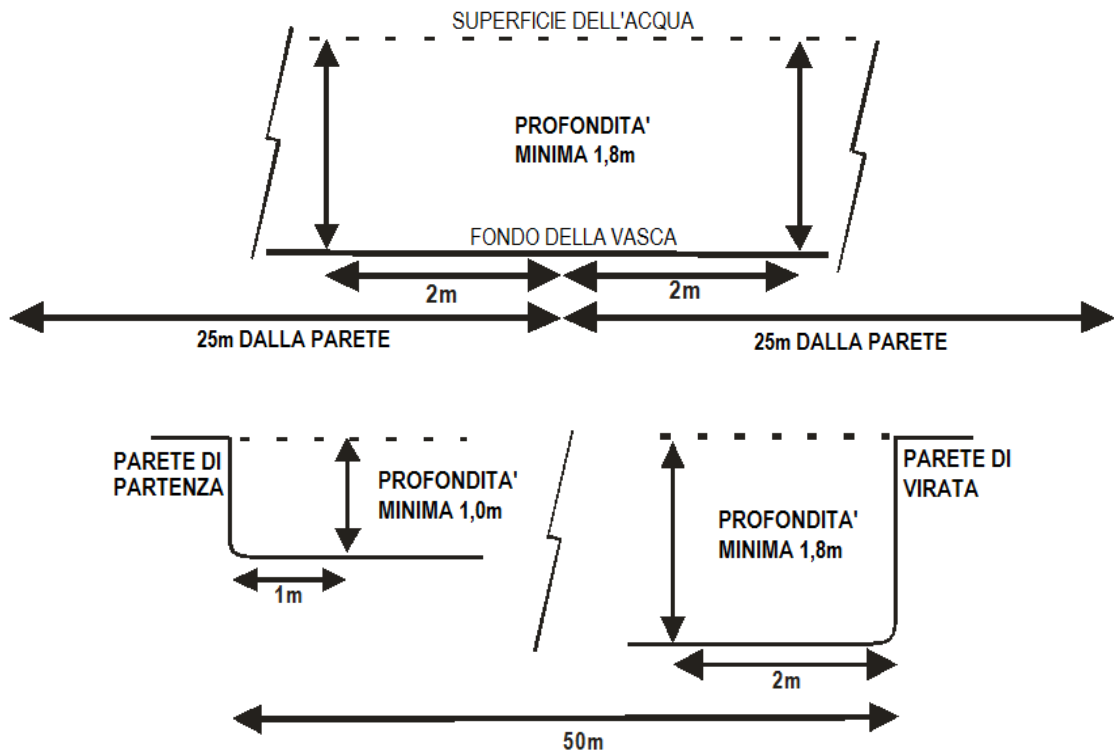 SUPERFICIE DELL'ACQUA
PROFONDITA'
MINIMA 1,8m
FONDO DELLA VASCA
2m
2m
25m DALLA PARETE
25m DALLA PARETE
PARETE DI
PARTENZA
PROFONDITA'
MINIMA 1,0m
1m
PROFONDITA'
MINIMA 1,8m
PARETE DI
VIRATA
2m
50m